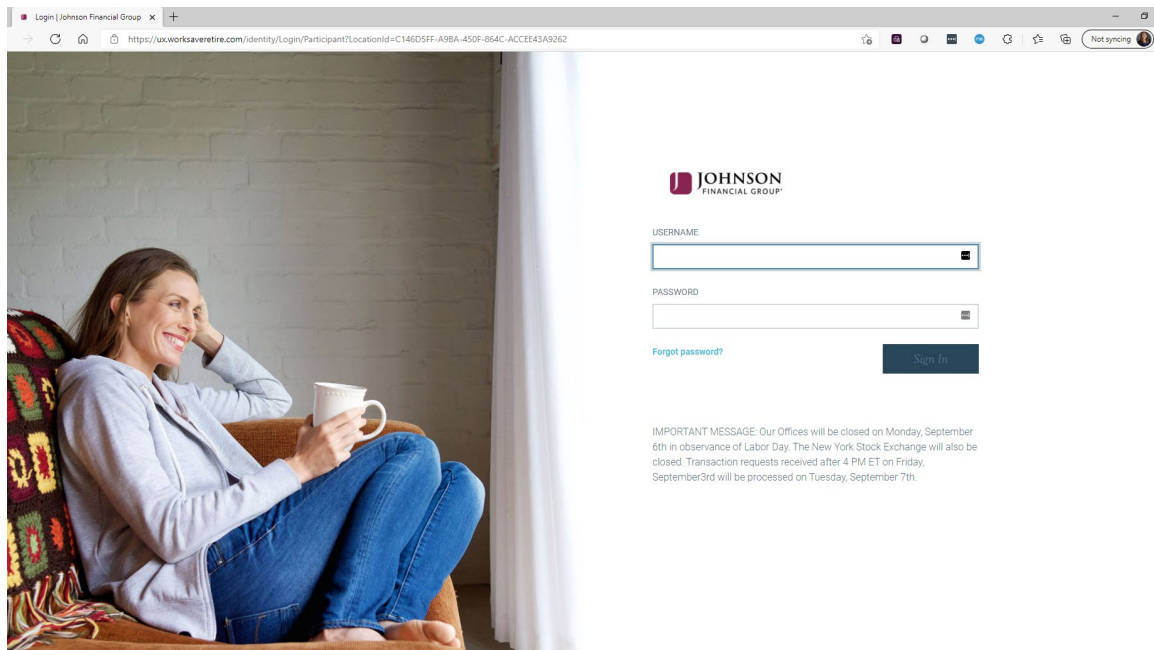 Login | Johnson Financial Group
https://ux.worksaveretire.com/identity/Login/Participant?LocationId=C146D5FF-A9BA-450F-864C-ACCEE43A9262
Not syncing
JOHNSON
FINANCIAL GROUP
USERNAME
PASSWORD
Forgot password?
Sign In
IMPORTANT MESSAGE: Our Offices will be closed on Monday, September
6th in observance of Labor Day. The New York Stock Exchange will also be
closed. Transaction requests received after 4 PM ET on Friday,
September3rd will be processed on Tuesday, September 7th.